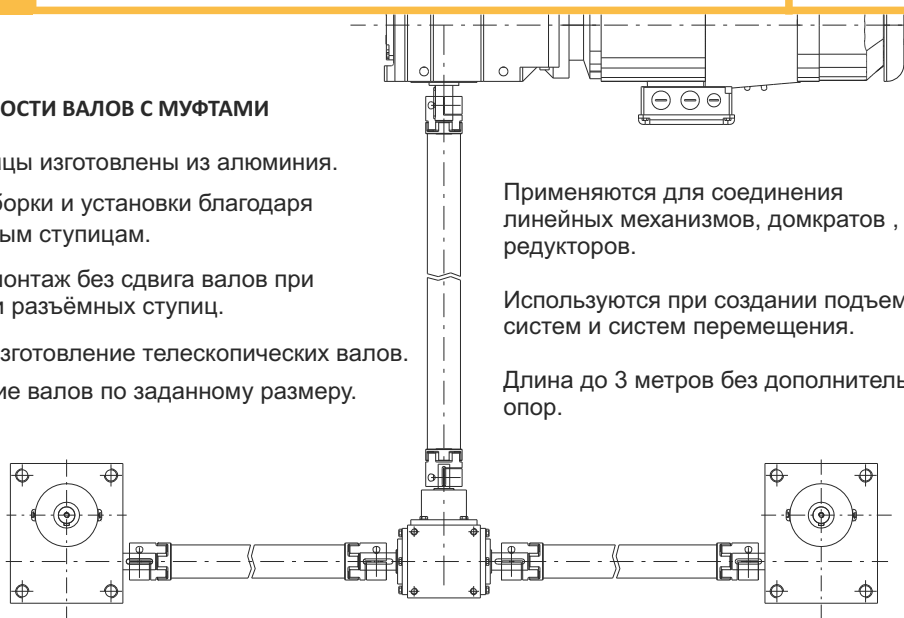 ОСТИ ВАЛОВ С МУФТАМИ
цы изготовлены из алюминия.
борки и установки благодаря
ым ступицам.
монтаж без сдвига валов при
и разъёмных ступиц.
зготовление телескопических валов.
ие валов по заданному размеру.
Применяются для соединения
линейных механизмов, домкратов ,
редукторов.
Используются при создании подъем
систем и систем перемещения.
Длина до 3 метров без дополнитель
опор.